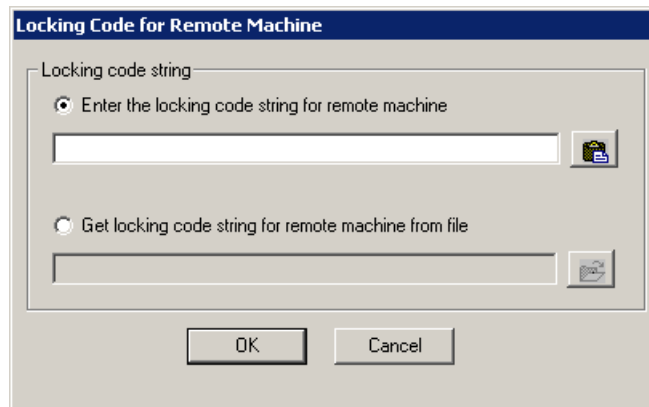 Locking Code for Remote Machine
Locking code string
Enter the locking code string for remote machine
Get locking code string for remote machine from file
OK
Cancel